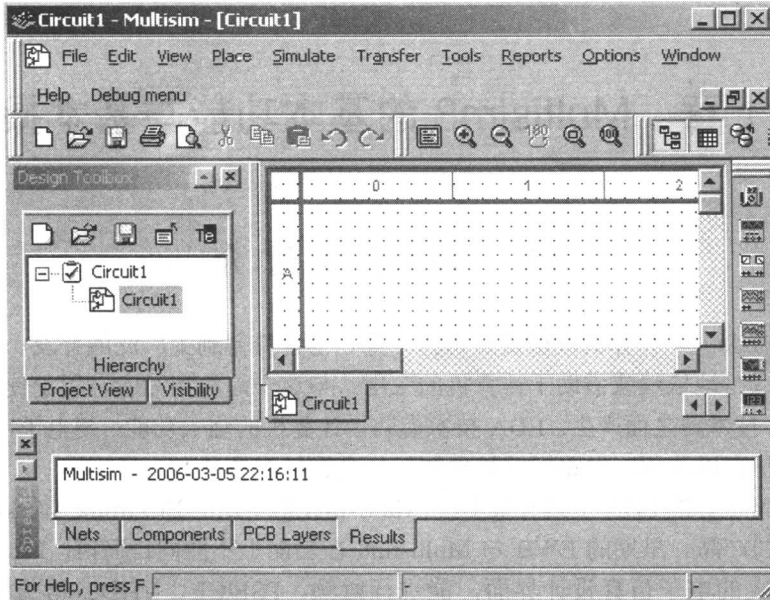 Circuit1 - Multisim - [Circuit1]
File Edit View Place Simulate Transfer Tools Reports Options Window
Help Debug menu
Design Toolbox
0 1 2
A
Circuit1
Circuit1
Hierarchy
Project View Visibility
Circuit1
Multisim - 2006-03-05 22:16:11
Nets Components PCB Layers Results
For Help, press F - - -